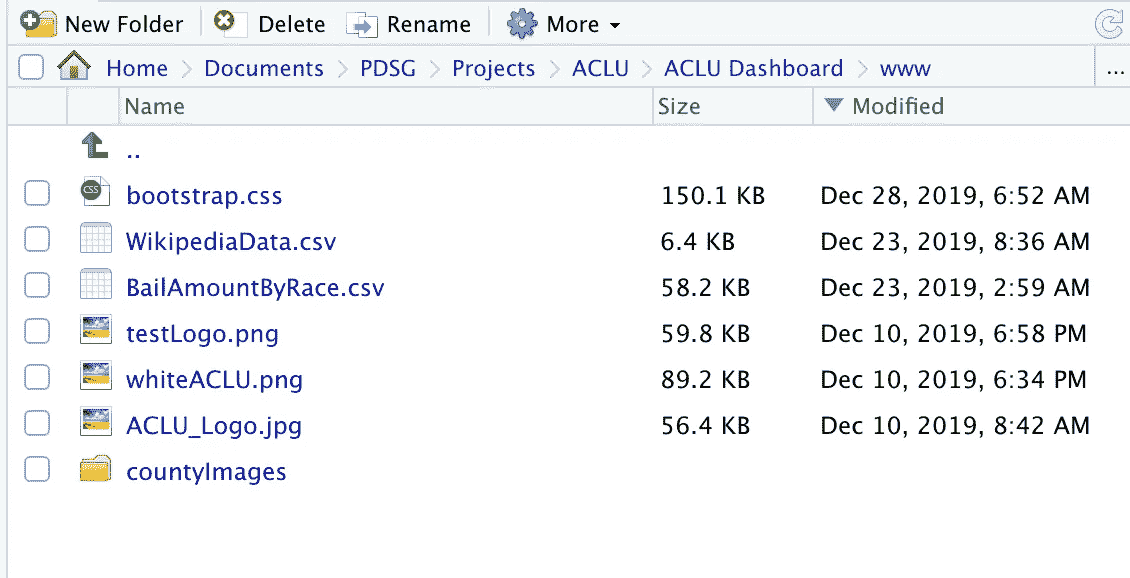 New Folder Delete Rename More
Home Documents PDSG Projects ACLU ACLU Dashboard www ...
Name Size Modified
..
CSS bootstrap.css 150.1 KB Dec 28, 2019, 6:52 AM
WikipediaData.csv 6.4 KB Dec 23, 2019, 8:36 AM
BailAmountByRace.csv 58.2 KB Dec 23, 2019, 2:59 AM
testLogo.png 59.8 KB Dec 10, 2019, 6:58 PM
whiteACLU.png 89.2 KB Dec 10, 2019, 6:34 PM
ACLU_Logo.jpg 56.4 KB Dec 10, 2019, 8:42 AM
countyImages